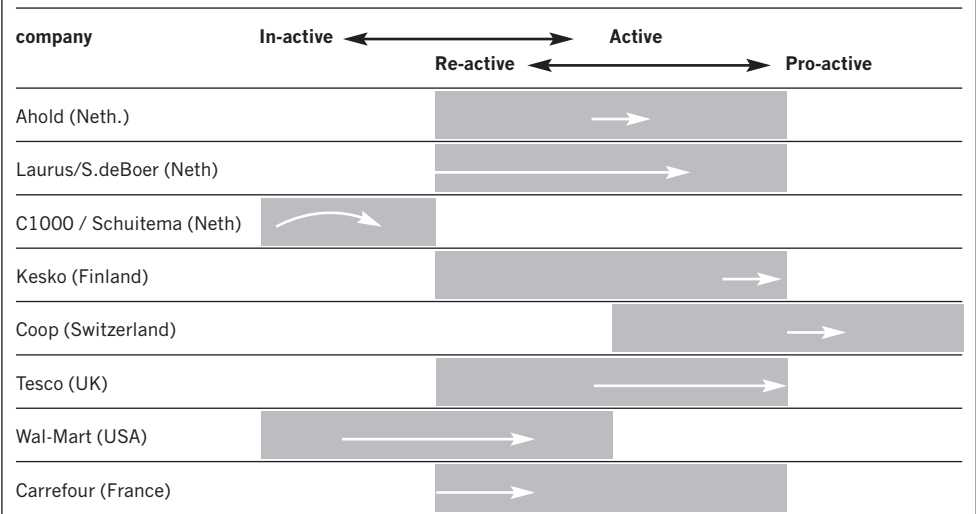 company In-active Active
Re-active Pro-active
Ahold (Neth.)
Laurus/S.deBoer (Neth)
C1000 / Schuitema (Neth)
Kesko (Finland)
Coop (Switzerland)
Tesco (UK)
Wal-Mart (USA)
Carrefour (France)